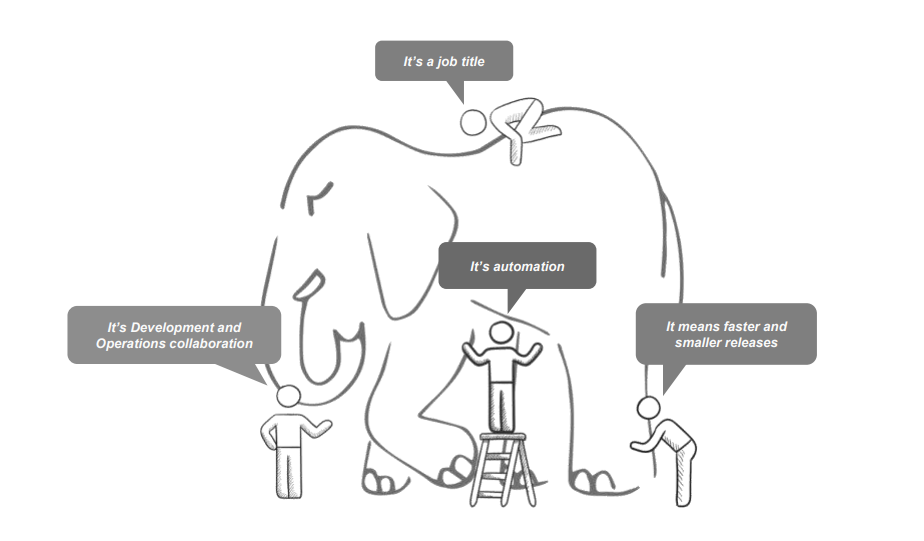 It’s a job title
It’s automation
It’s Development and
Operations collaboration
It means faster and
smaller releases